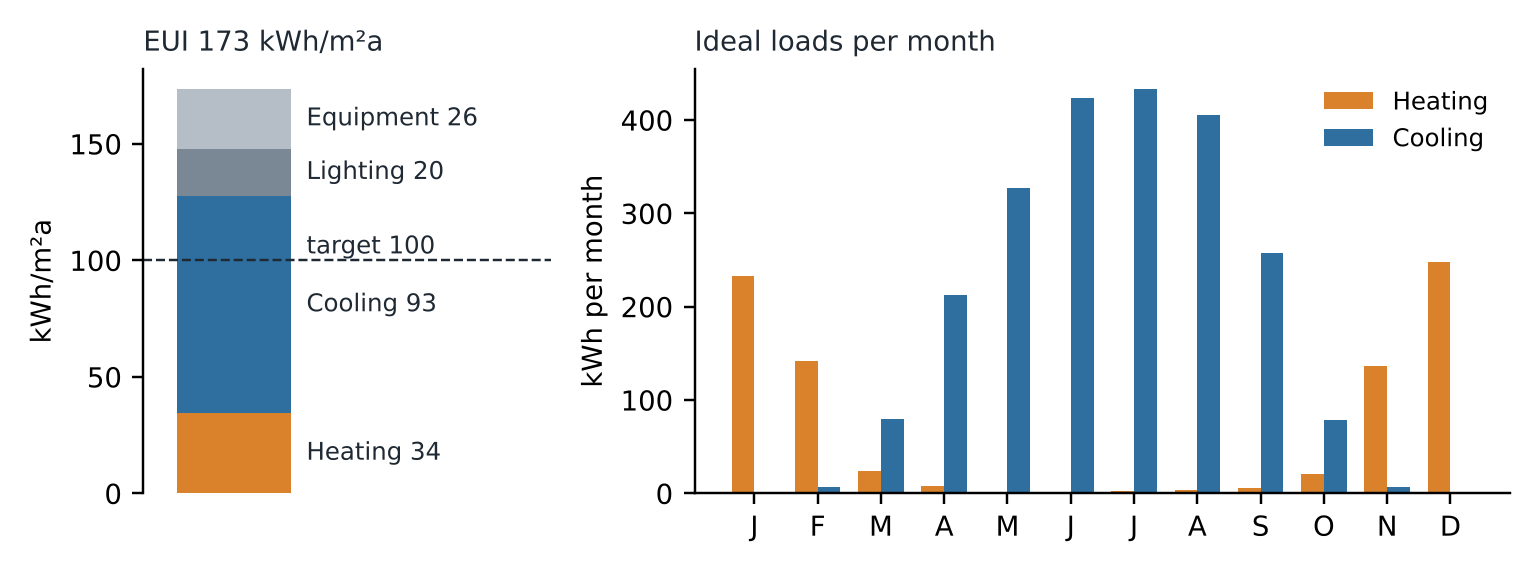 EUI 173 kWh/m²a
kWh/m²a
150
100
50
0
Equipment 26
Lighting 20
target 100
Cooling 93
Heating 34
Ideal loads per month
kWh per month
400
300
200
100
0
Heating
Cooling
J F M A M J J A S O N D